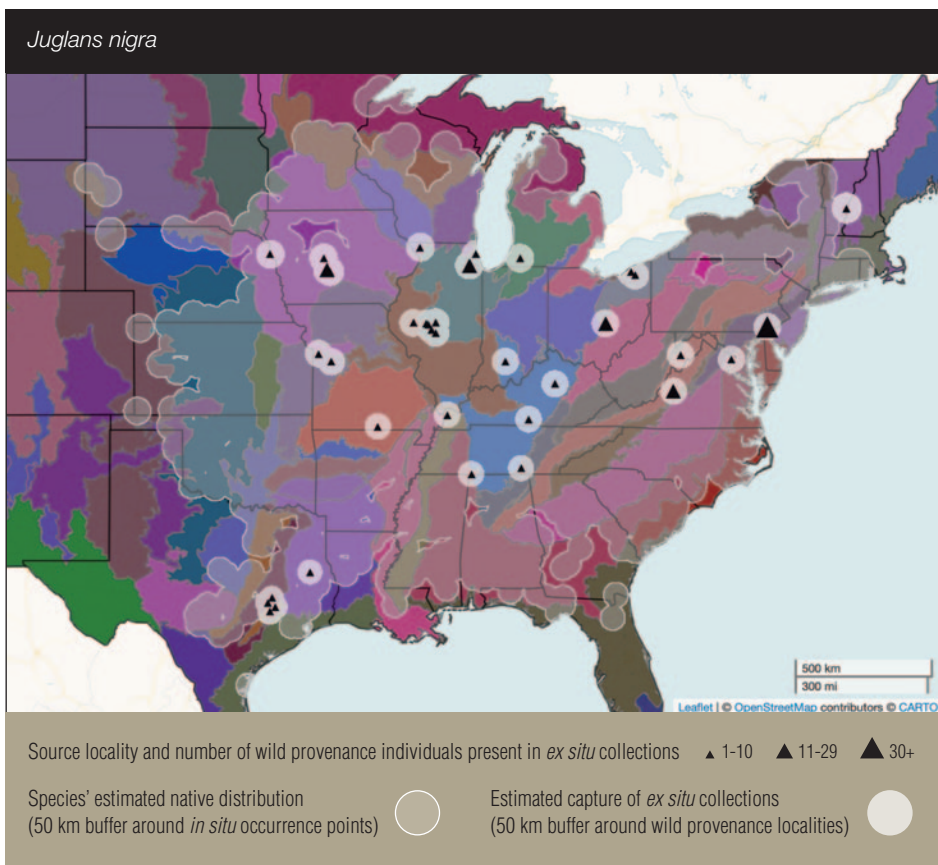 Juglans nigra
500 km
300 mi
Leaflet | © OpenStreetMap contributors © CARTO
Source locality and number of wild provenance individuals present in ex situ collections 1-10 11-29 30+
Species' estimated native distribution
(50 km buffer around in situ occurrence points)
Estimated capture of ex situ collections
(50 km buffer around wild provenance localities)